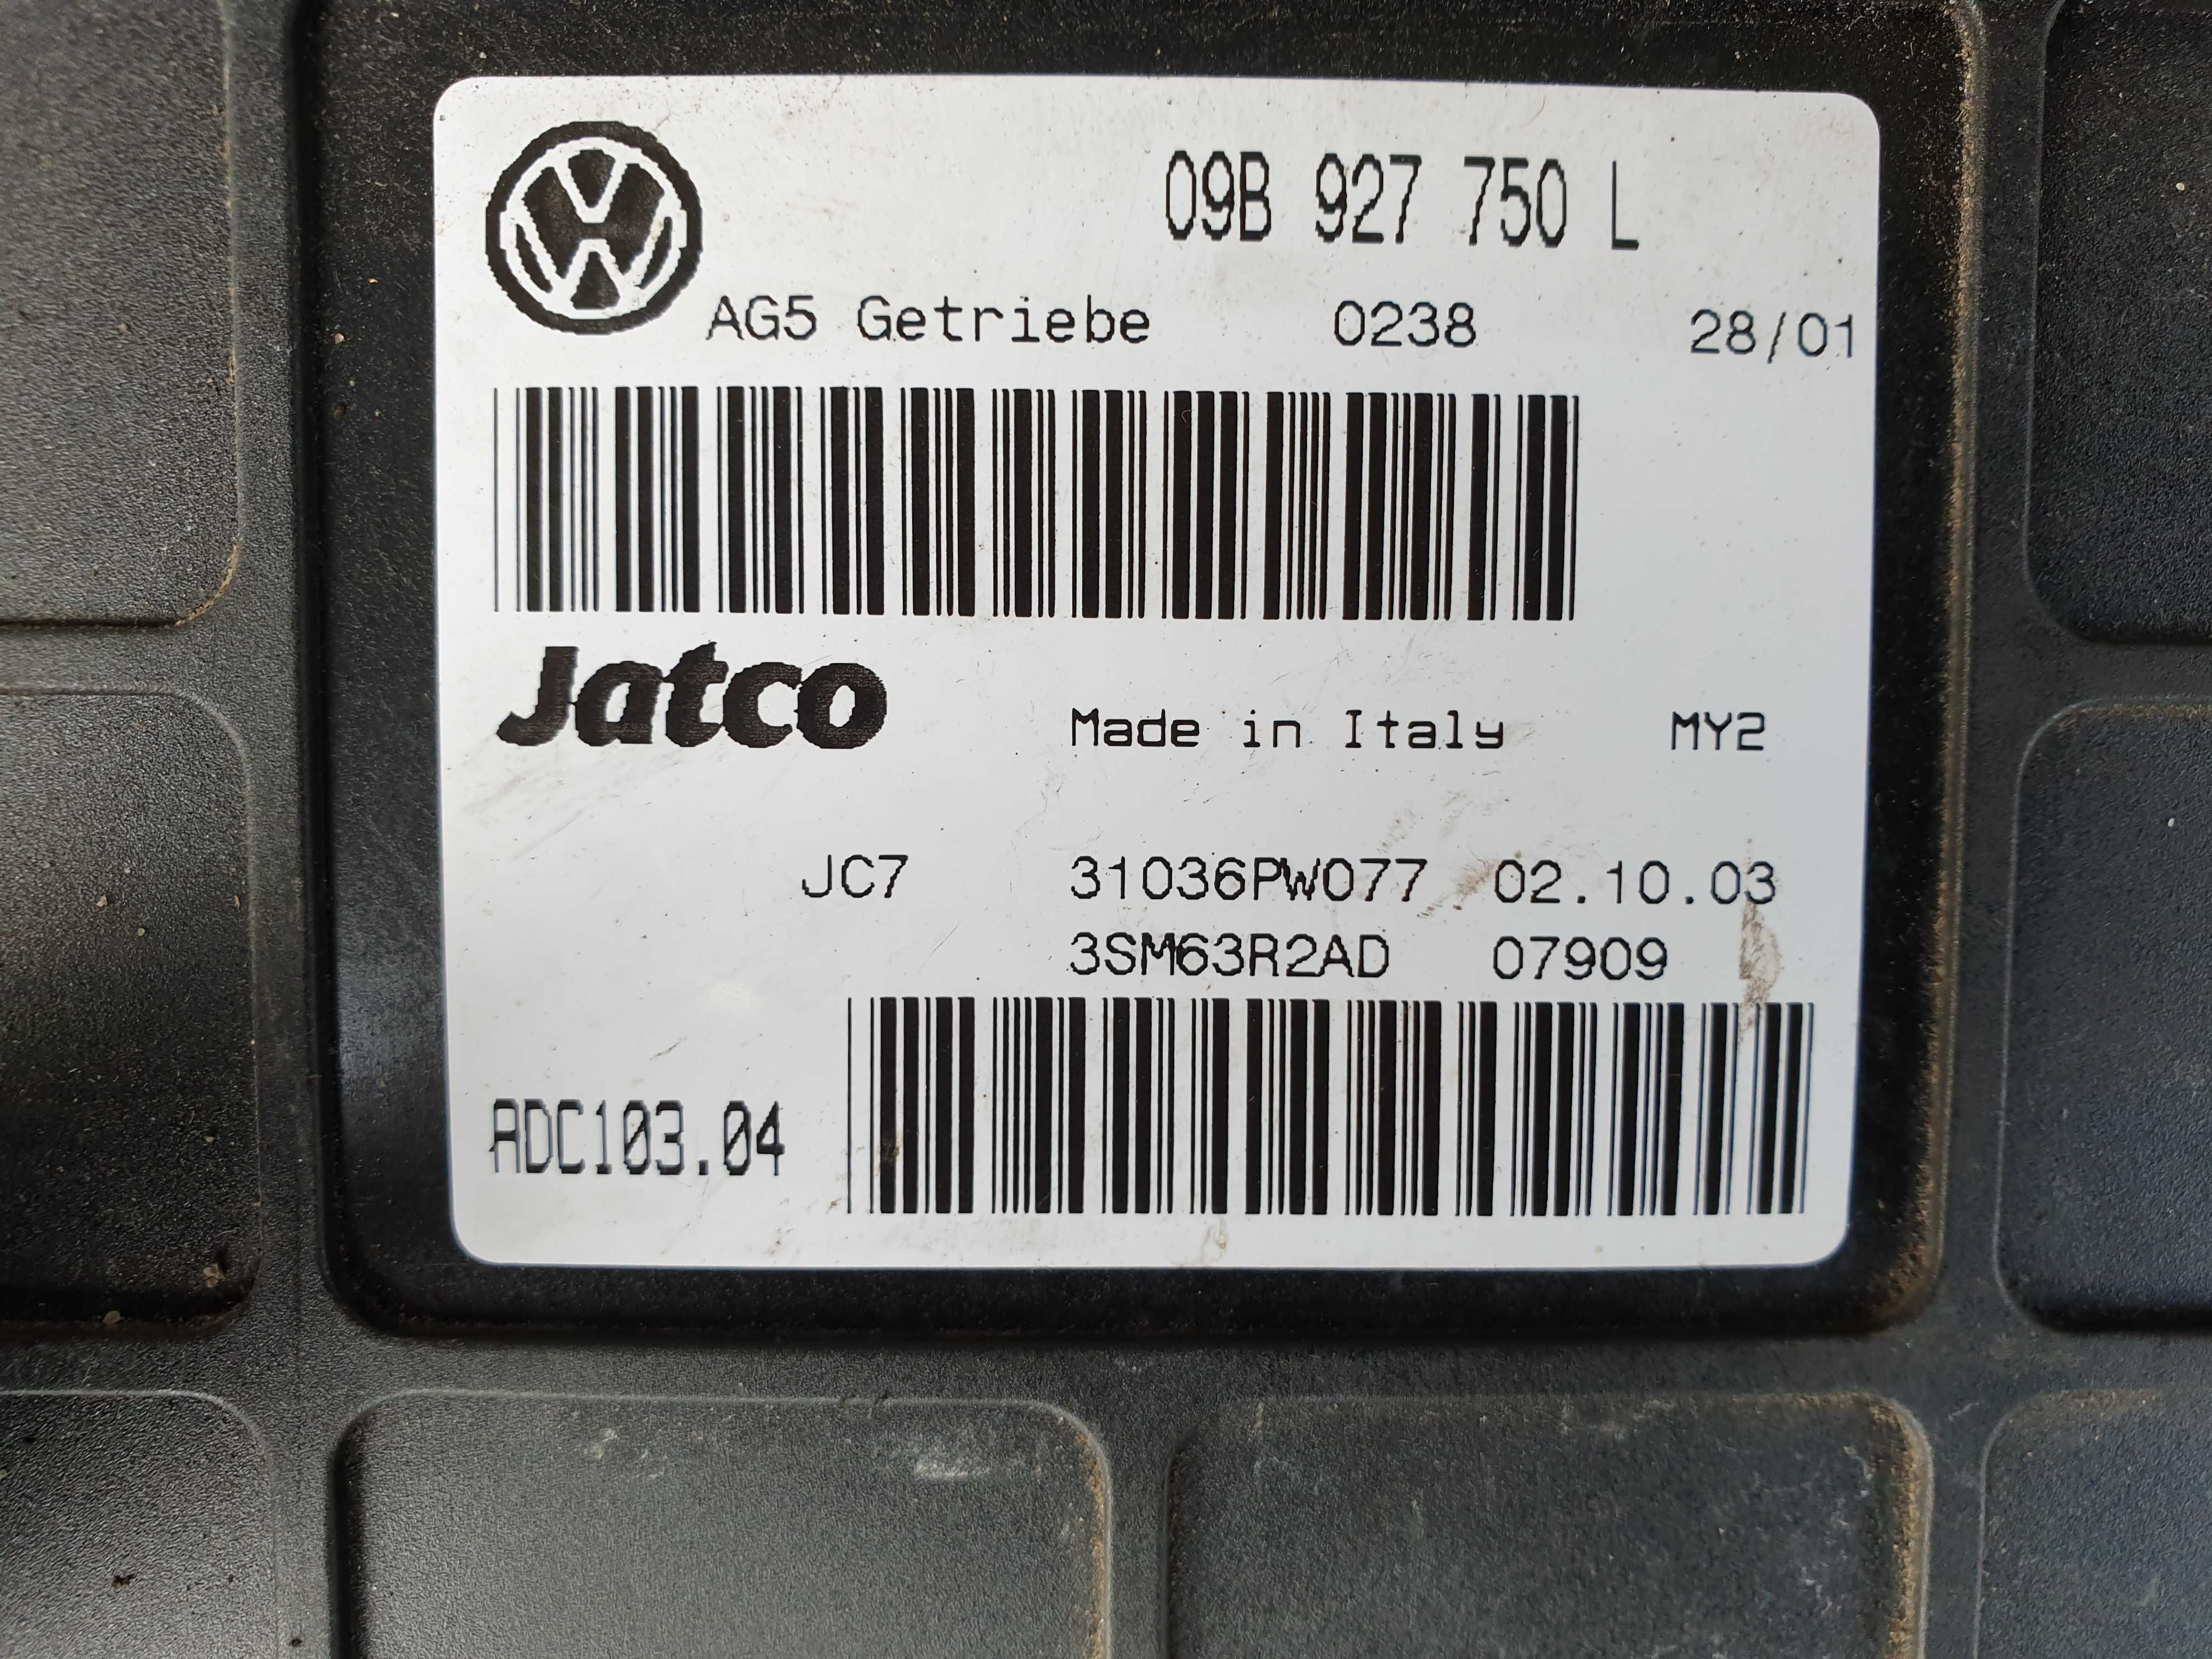 09B 927 750 L
AG5 Getriebe 0238 28/01
Jatco Made in Italy MY2
JC7 31036PW077 02.10.03
3SM63R2AD 07909
ADC103.04